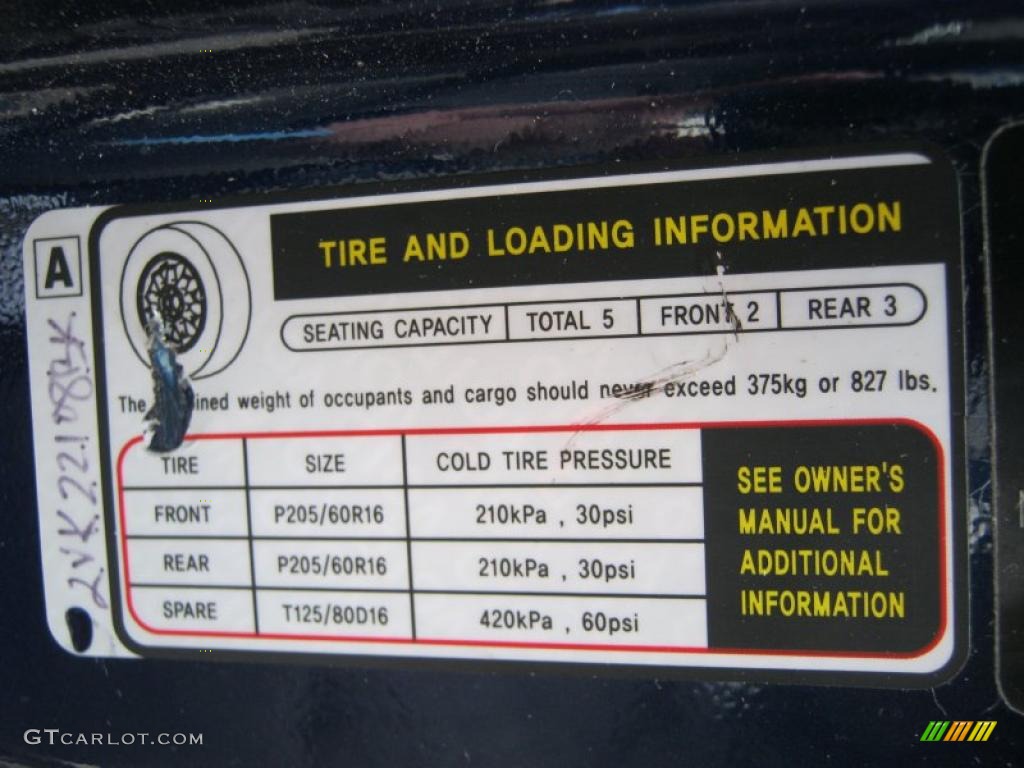 A
TIRE AND LOADING INFORMATION
SEATING CAPACITY TOTAL 5 FRONT 2 REAR 3
The ined weight of occupants and cargo should never exceed 375kg or 827 lbs.
TIRE SIZE COLD TIRE PRESSURE
FRONT P205/60R16 210kPa , 30psi
REAR P205/60R16 210kPa , 30psi
SPARE T125/80D16 420kPa , 60psi
SEE OWNER'S
MANUAL FOR
ADDITIONAL
INFORMATION
GTCARLOT.COM